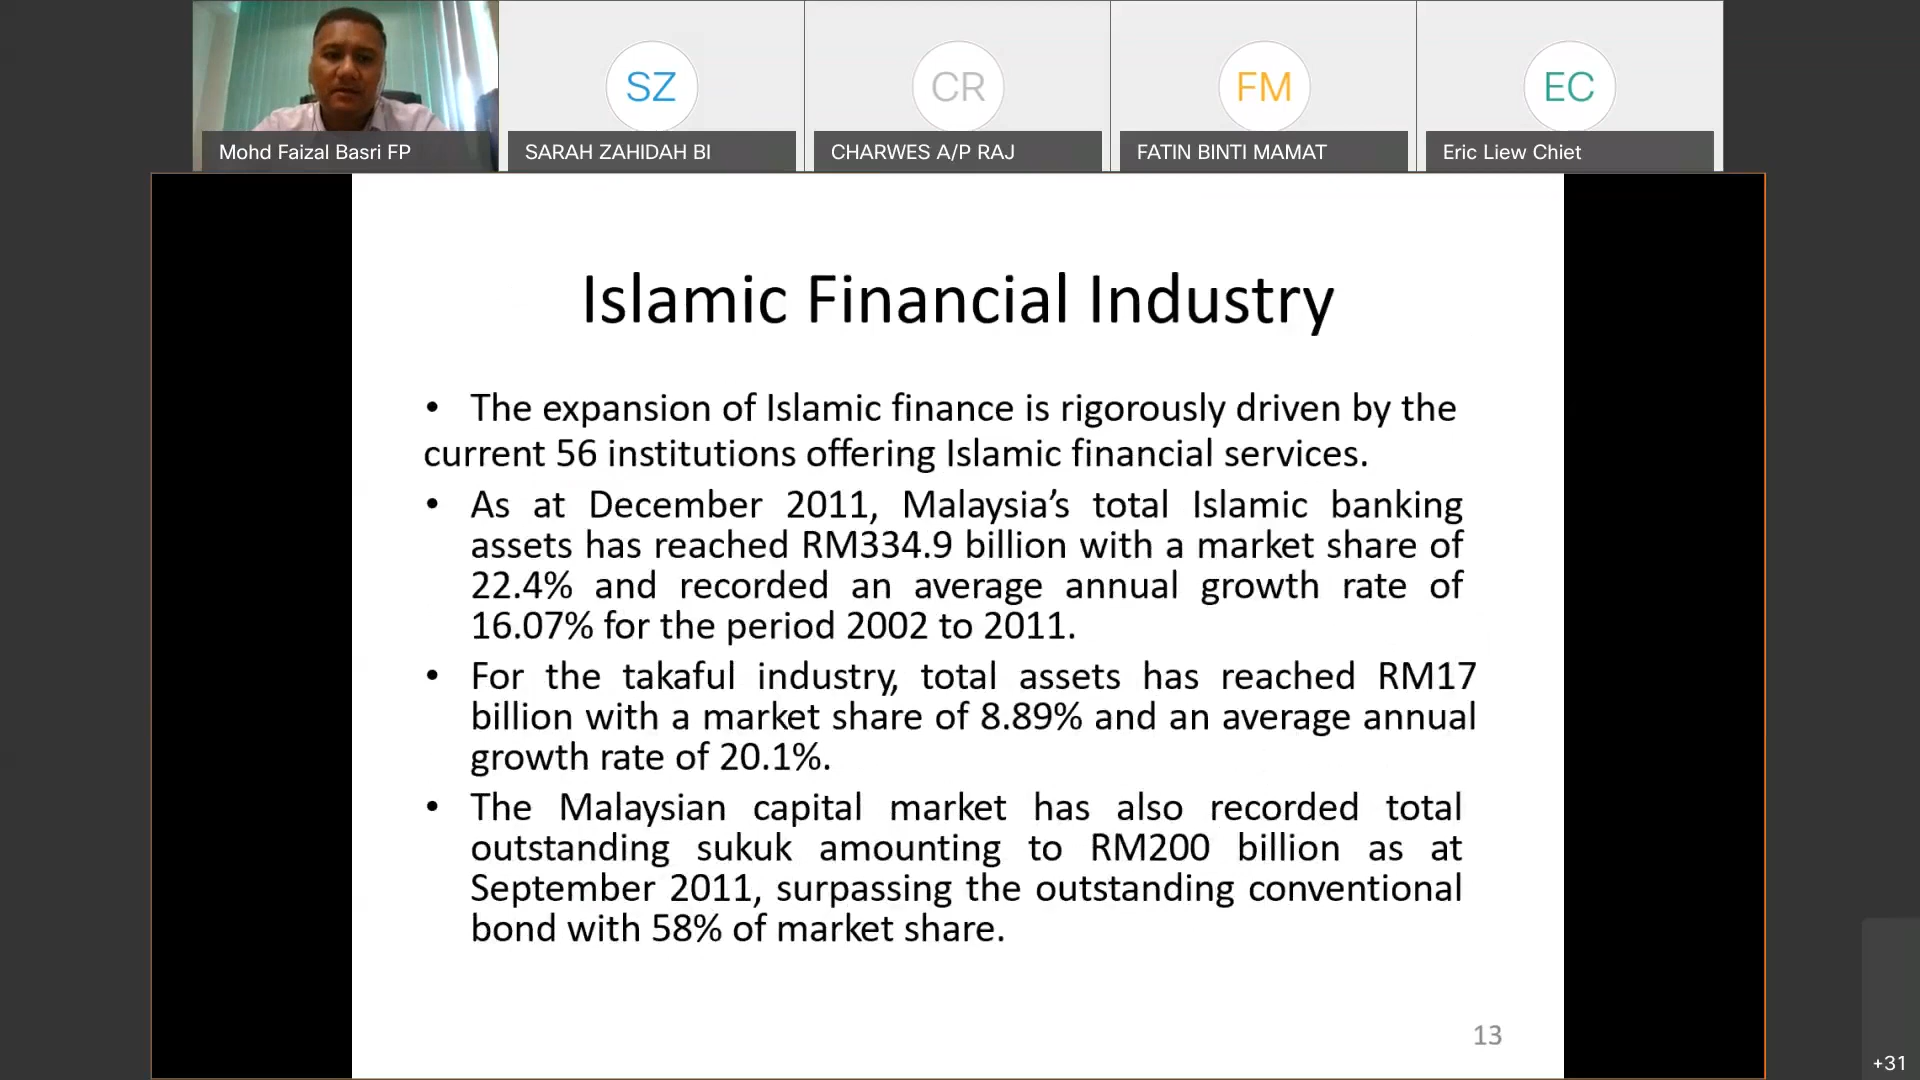 SZ
CR
FM
EC
Mohd Faizal Basri FP
SARAH ZAHIDAH BI
CHARWES A/P RAJ
FATIN BINTI MAMAT
Eric Liew Chiet
Islamic Financial Industry
• The expansion of Islamic finance is rigorously driven by the
current 56 institutions offering Islamic financial services.
• As at December 2011, Malaysia’s total Islamic banking
assets has reached RM334.9 billion with a market share of
22.4% and recorded an average annual growth rate of
16.07% for the period 2002 to 2011.
• For the takaful industry, total assets has reached RM17
billion with a market share of 8.89% and an average annual
growth rate of 20.1%.
• The Malaysian capital market has also recorded total
outstanding sukuk amounting to RM200 billion as at
September 2011, surpassing the outstanding conventional
bond with 58% of market share.
13
+31